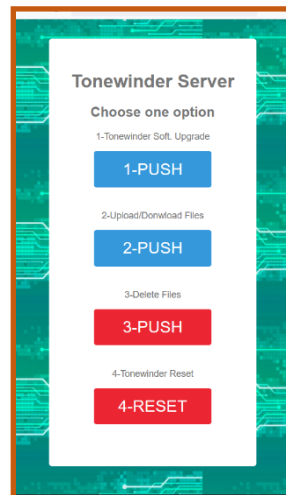 Tonewinder Server
Choose one option
1-Tonewinder Soft. Upgrade
1-PUSH
2-Upload/Donwload Files
2-PUSH
3-Delete Files
3-PUSH
4-Tonewinder Reset
4-RESET